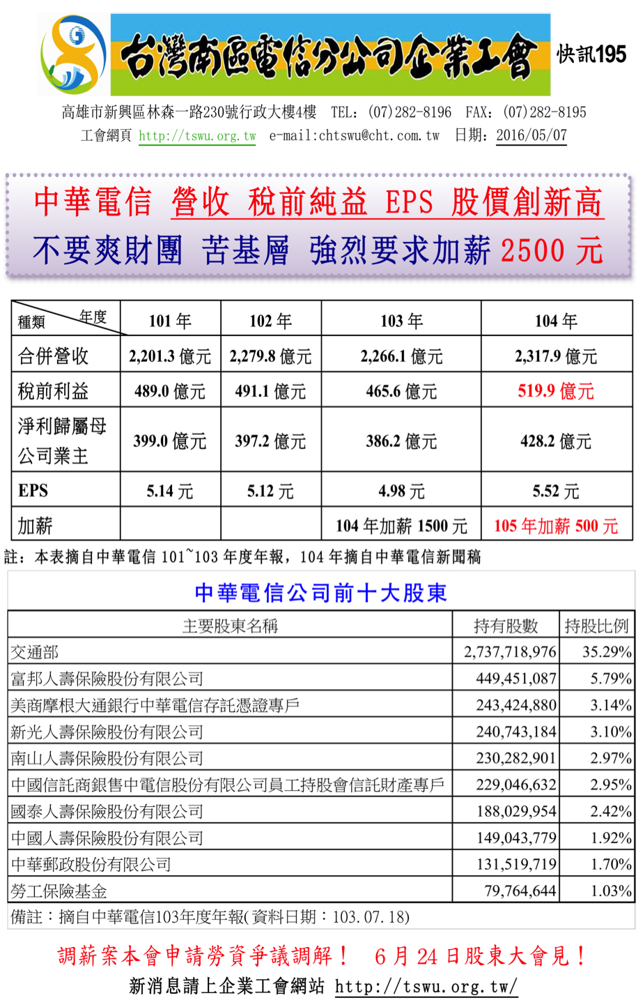 台灣南區電信分公司企業工會 快訊195
高雄市新興區林森一路230號行政大樓4樓 TEL：(07)282-8196 FAX：(07)282-8195
工會網頁 http://tswu.org.tw e-mail:chtswu@cht.com.tw 日期：2016/05/07
中華電信 營收 稅前純益 EPS 股價創新高
不要爽財團 苦基層 強烈要求加薪 2500 元
種類 年度 101 年 102 年 103 年 104 年
合併營收 2,201.3 億元 2,279.8 億元 2,266.1 億元 2,317.9 億元
稅前利益 489.0 億元 491.1 億元 465.6 億元 519.9 億元
淨利歸屬母
公司業主 399.0 億元 397.2 億元 386.2 億元 428.2 億元
EPS 5.14 元 5.12 元 4.98 元 5.52 元
加薪 104 年加薪 1500 元 105 年加薪 500 元
註：本表摘自中華電信 101~103 年度年報，104 年摘自中華電信新聞稿
中華電信公司前十大股東
主要股東名稱 持有股數 持股比例
交通部 2,737,718,976 35.29%
富邦人壽保險股份有限公司 449,451,087 5.79%
美商摩根大通銀行中華電信存託憑證專戶 243,424,880 3.14%
新光人壽保險股份有限公司 240,743,184 3.10%
南山人壽保險股份有限公司 230,282,901 2.97%
中國信託商銀售中電信股份有限公司員工持股會信託財產專戶 229,046,632 2.95%
國泰人壽保險股份有限公司 188,029,954 2.42%
中國人壽保險股份有限公司 149,043,779 1.92%
中華郵政股份有限公司 131,519,719 1.70%
勞工保險基金 79,764,644 1.03%
備註：摘自中華電信103年度年報(資料日期：103.07.18)
調薪案本會申請勞資爭議調解！ 6 月 24 日股東大會見！
新消息請上企業工會網站 http://tswu.org.tw/